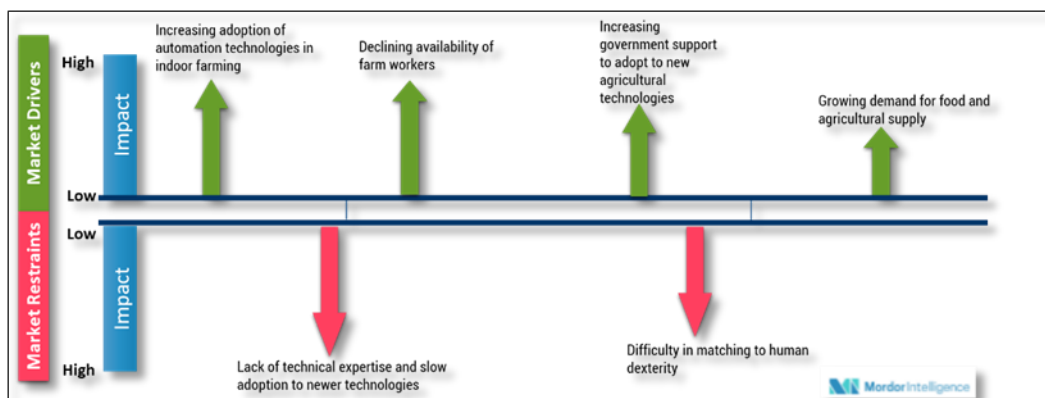 Increasing adoption of
automation technologies in
indoor farming
Declining availability of
farm workers
Increasing
government support
to adopt to new
agricultural
technologies
Growing demand for food and
agricultural supply
Market Drivers
High
Impact
Low
Market Restraints
Low
Impact
High
Lack of technical expertise and slow
adoption to newer technologies
Difficulty in matching to human
dexterity
Mordor Intelligence